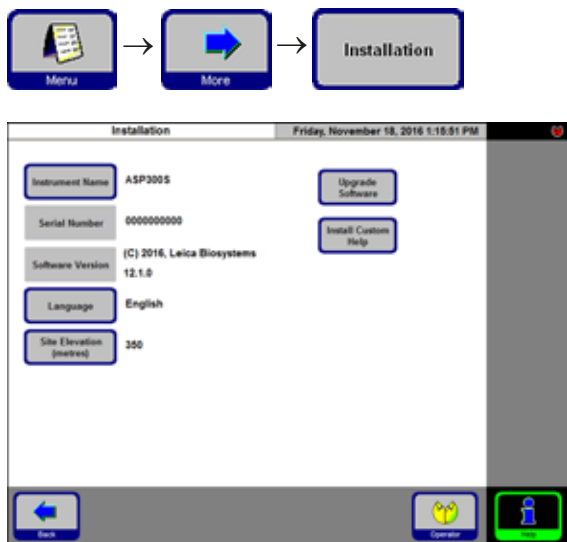 Menu
More
Installation
Installation
Friday, November 18, 2016 1:15:51 PM
Instrument Name
ASP300S
Serial Number
0000000000
Software Version
(C) 2016, Leica Biosystems
12.1.0
Language
English
Site Elevation
(metres)
350
Upgrade
Software
Install Custom
Help
Back
Operator
Help